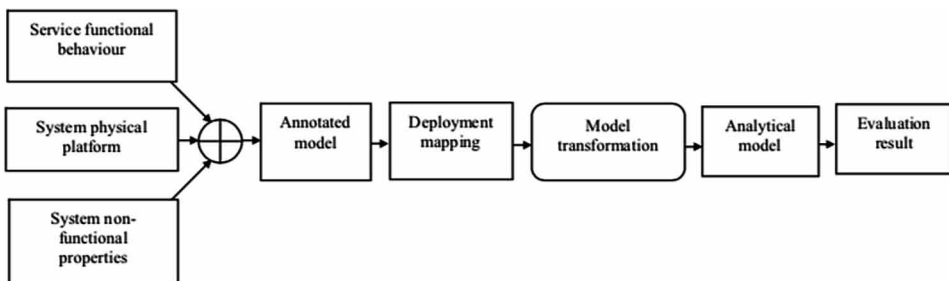 Service functional
behaviour
System physical
platform
System non-
functional
properties
Annotated
model
Deployment
mapping
Model
transformation
Analytical
model
Evaluation
result